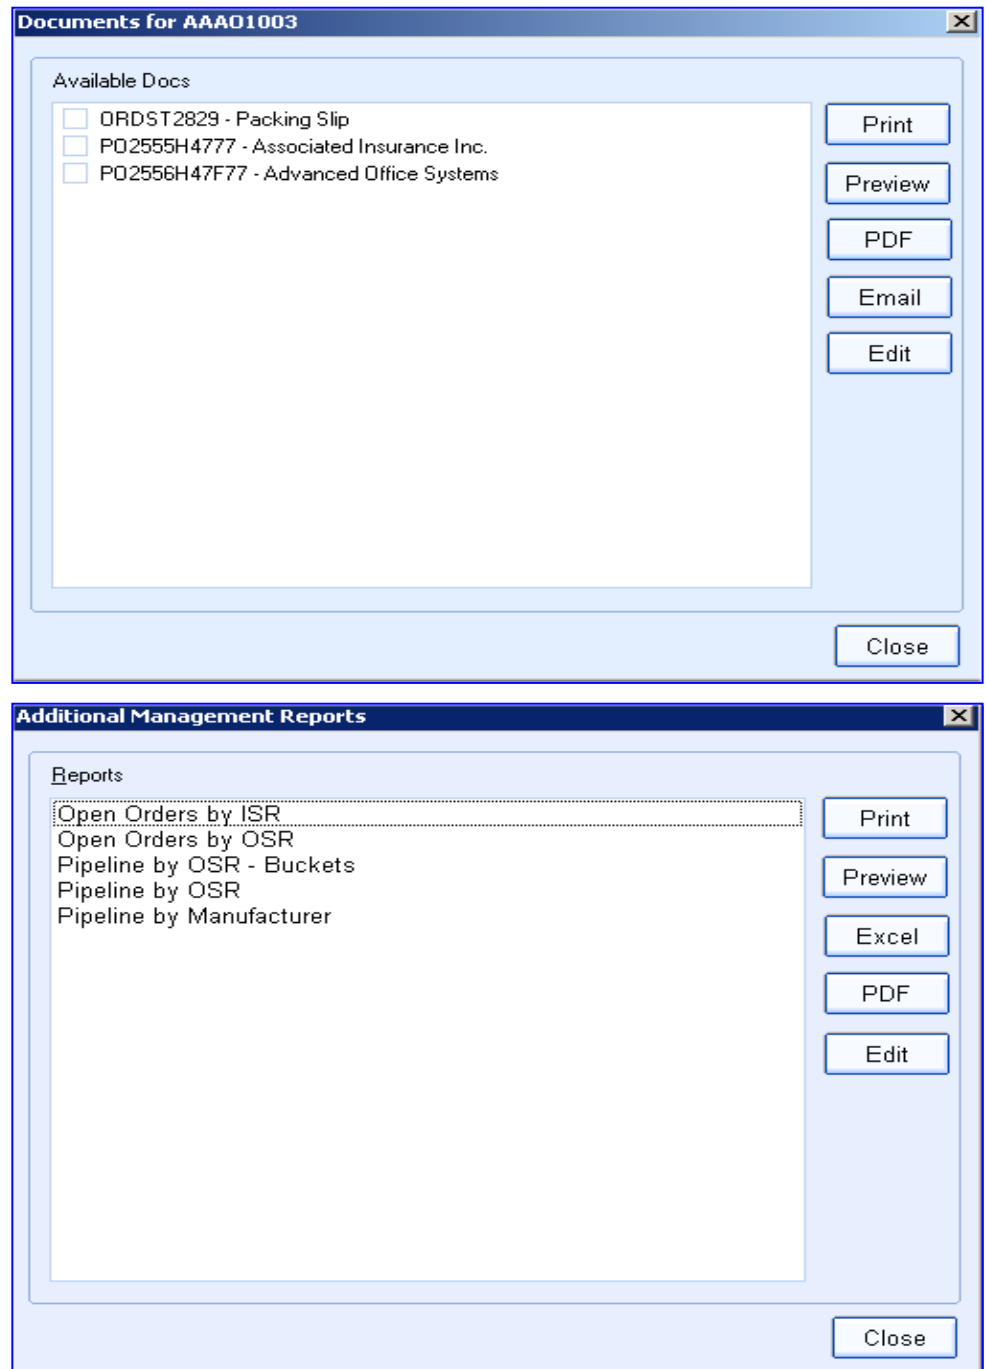 Documents for AAAO1003
Available Docs
ORDST2829 - Packing Slip
PO2555H4777 - Associated Insurance Inc.
PO2556H47F77 - Advanced Office Systems
Print
Preview
PDF
Email
Edit
Close
Additional Management Reports
Reports
Open Orders by ISR
Open Orders by OSR
Pipeline by OSR - Buckets
Pipeline by OSR
Pipeline by Manufacturer
Print
Preview
Excel
PDF
Edit
Close